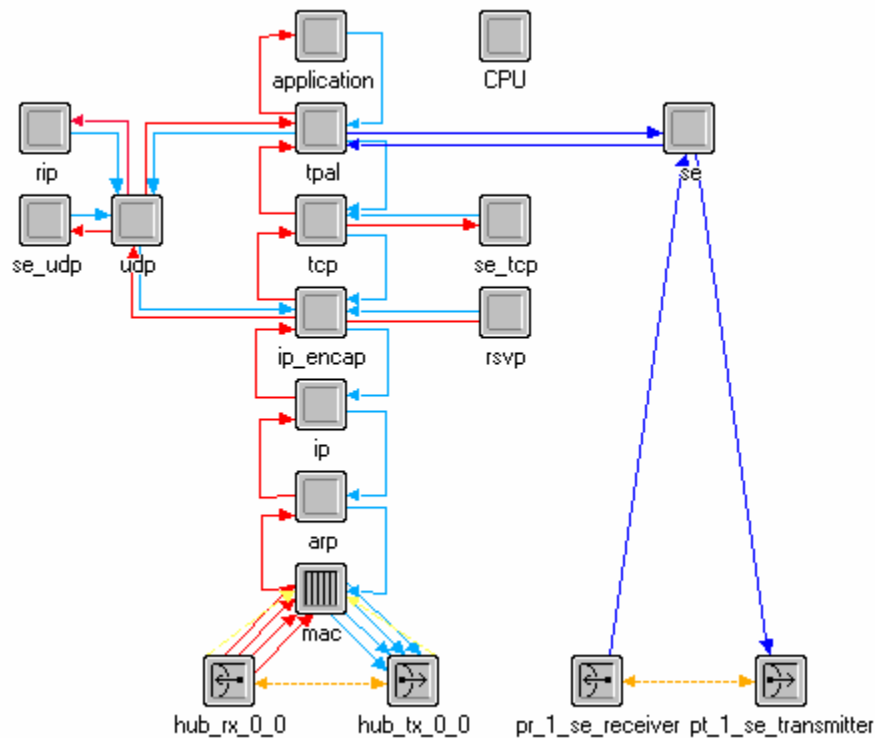 application
CPU
rip
tpal
se
se_udp
udp
tcp
se_tcp
ip_encap
rsvp
ip
arp
mac
hub_rx_0_0
hub_tx_0_0
pr_1_se_receiver
pt_1_se_transmitter